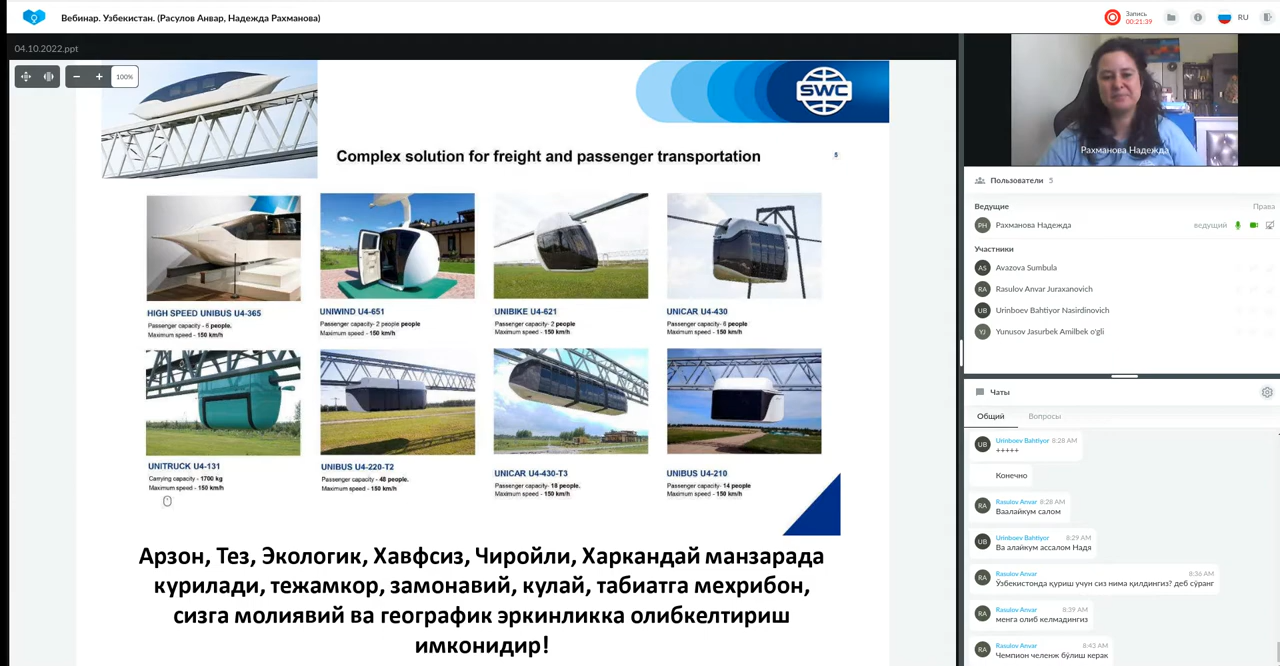 Вебинар. Узбекистан. (Расулов Анвар, Надежда Рахманова)
Запись
00:21:39
RU
04.10.2022.ppt
100%
SWC
Complex solution for freight and passenger transportation
5
HIGH SPEED UNIBUS U4-365
Passenger capacity - 6 people.
Maximum speed - 150 km/h
UNIWIND U4-651
Passenger capacity- 2 people people
Maximum speed - 150 km/h
UNIBIKE U4-621
Passenger capacity- 2 people
Maximum speed - 150 km/h
UNICAR U4-430
Passenger capacity - 6 people
Maximum speed - 150 km/h
UNITRUCK U4-131
Carrying capacity - 1700 kg
Maximum speed - 150 km/h
UNIBUS U4-220-T2
Passenger capacity - 48 people.
Maximum speed - 150 km/h
UNICAR U4-430-T3
Passenger capacity- 18 people.
Maximum speed - 150 km/h
UNIBUS U4-210
Passenger capacity - 14 people
Maximum speed - 150 km/h
Арзон, Тез, Экологик, Хавфсиз, Чиройли, Харкандай манзарада
курилади, тежамкор, замонавий, кулай, табиатга мехрибон,
сизга молиявий ва географик эркинликка олибкелтириш
имконидир!
Рахманова Надежда
Пользователи 5
Ведущие Права
РН Рахманова Надежда ведущий
Участники
AS Avazova Sumbula
RA Rasulov Anvar Juraxanovich
UB Urinboev Bahtiyor Nasirdinovich
YJ Yunusov Jasurbek Amilbek o'gli
Чаты
Общий Вопросы
UB Urinboev Bahtiyor 8:28 AM
+++++
Конечно
RA Rasulov Anvar 8:28 AM
Ваалайкум салом
UB Urinboev Bahtiyor 8:29 AM
Ва алайкум ассалом Надя
RA Rasulov Anvar 8:36 AM
Ўзбекистонда қуриш учун сиз нима қилдингиз? деб сўранг
RA Rasulov Anvar 8:39 AM
менга олиб келмадингиз
RA Rasulov Anvar 8:43 AM
Чемпион челенж бўлиш керак